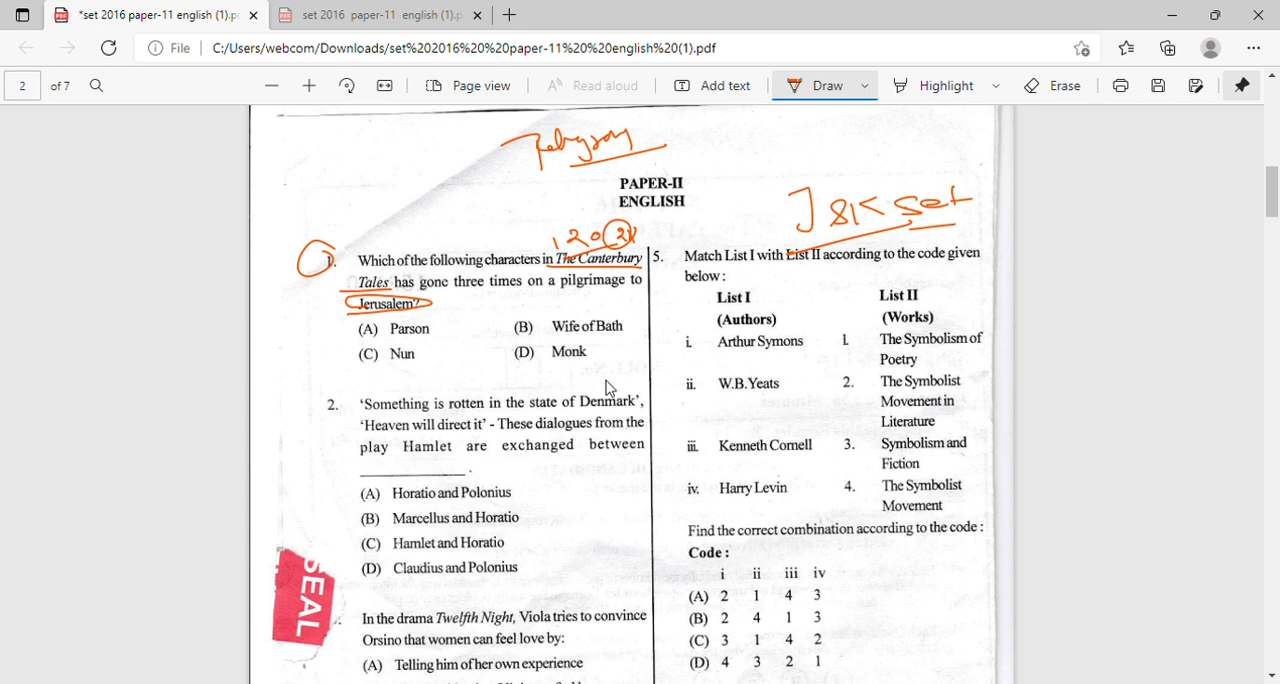 *set 2016 paper-11 english (1).p
set 2016 paper-11 english (1).p
File
C:/Users/webcom/Downloads/set%202016%20%20paper-11%20%20english%20(1).pdf
2 of 7
Page view
Read aloud
Add text
Draw
Highlight
Erase
PAPER-II
ENGLISH
J&K set
1. Which of the following characters in The Canterbury
Tales has gone three times on a pilgrimage to
Jerusalem?
(A) Parson (B) Wife of Bath
(C) Nun (D) Monk
2. 'Something is rotten in the state of Denmark',
'Heaven will direct it' - These dialogues from the
play Hamlet are exchanged between
____________ .
(A) Horatio and Polonius
(B) Marcellus and Horatio
(C) Hamlet and Horatio
(D) Claudius and Polonius
In the drama Twelfth Night, Viola tries to convince
Orsino that women can feel love by:
(A) Telling him of her own experience
SEAL
5. Match List I with List II according to the code given
below :
List I List II
(Authors) (Works)
i. Arthur Symons 1. The Symbolism of
Poetry
ii. W.B.Yeats 2. The Symbolist
Movement in
Literature
iii. Kenneth Cornell 3. Symbolism and
Fiction
iv. Harry Levin 4. The Symbolist
Movement
Find the correct combination according to the code :
Code :
i ii iii iv
(A) 2 1 4 3
(B) 2 4 1 3
(C) 3 1 4 2
(D) 4 3 2 1